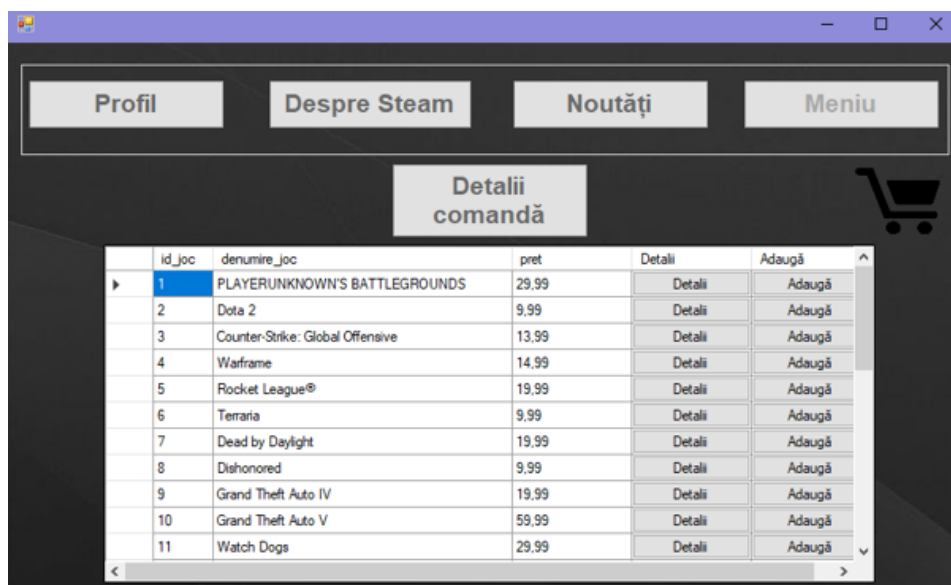 Profil Despre Steam Noutăți Meniu
Detalii
comandă
id_joc denumire_joc pret Detalii Adaugă
1 PLAYERUNKNOWN'S BATTLEGROUNDS 29,99 Detalii Adaugă
2 Dota 2 9,99 Detalii Adaugă
3 Counter-Strike: Global Offensive 13,99 Detalii Adaugă
4 Warframe 14,99 Detalii Adaugă
5 Rocket League® 19,99 Detalii Adaugă
6 Terraria 9,99 Detalii Adaugă
7 Dead by Daylight 19,99 Detalii Adaugă
8 Dishonored 9,99 Detalii Adaugă
9 Grand Theft Auto IV 19,99 Detalii Adaugă
10 Grand Theft Auto V 59,99 Detalii Adaugă
11 Watch Dogs 29,99 Detalii Adaugă